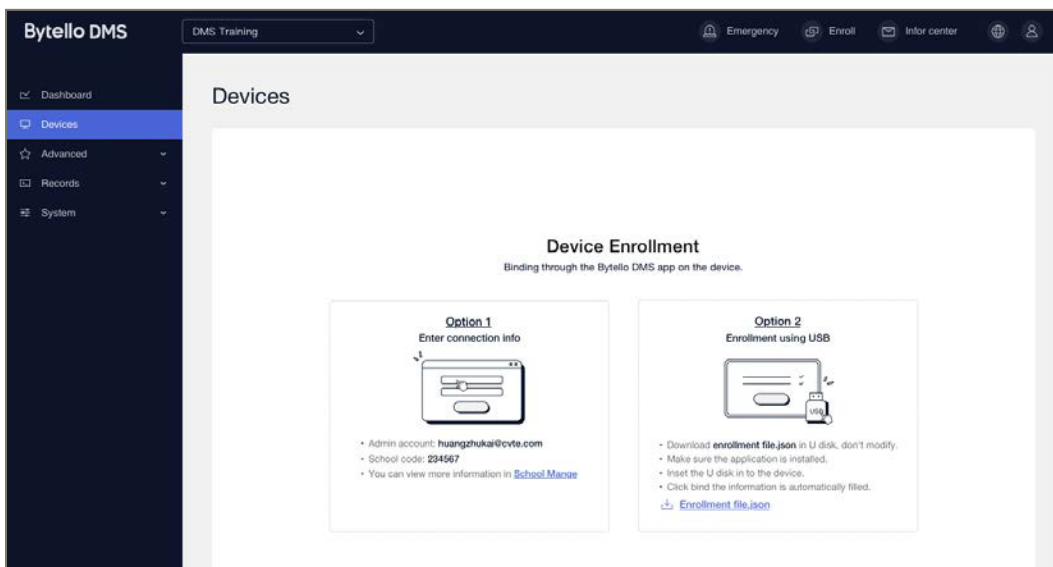 Bytello DMS
DMS Training
Emergency
Enroll
Infor center
Dashboard
Devices
Advanced
Records
System
Devices
Device Enrollment
Binding through the Bytello DMS app on the device.
Option 1
Enter connection info
• Admin account: huangzhukai@cvte.com
• School code: 234567
• You can view more information in School Mange
Option 2
Enrollment using USB
USB
• Download enrollment file.json in U disk, don't modify.
• Make sure the application is installed.
• Inset the U disk in to the device.
• Click bind the information is automatically filled.
Enrollment file.json